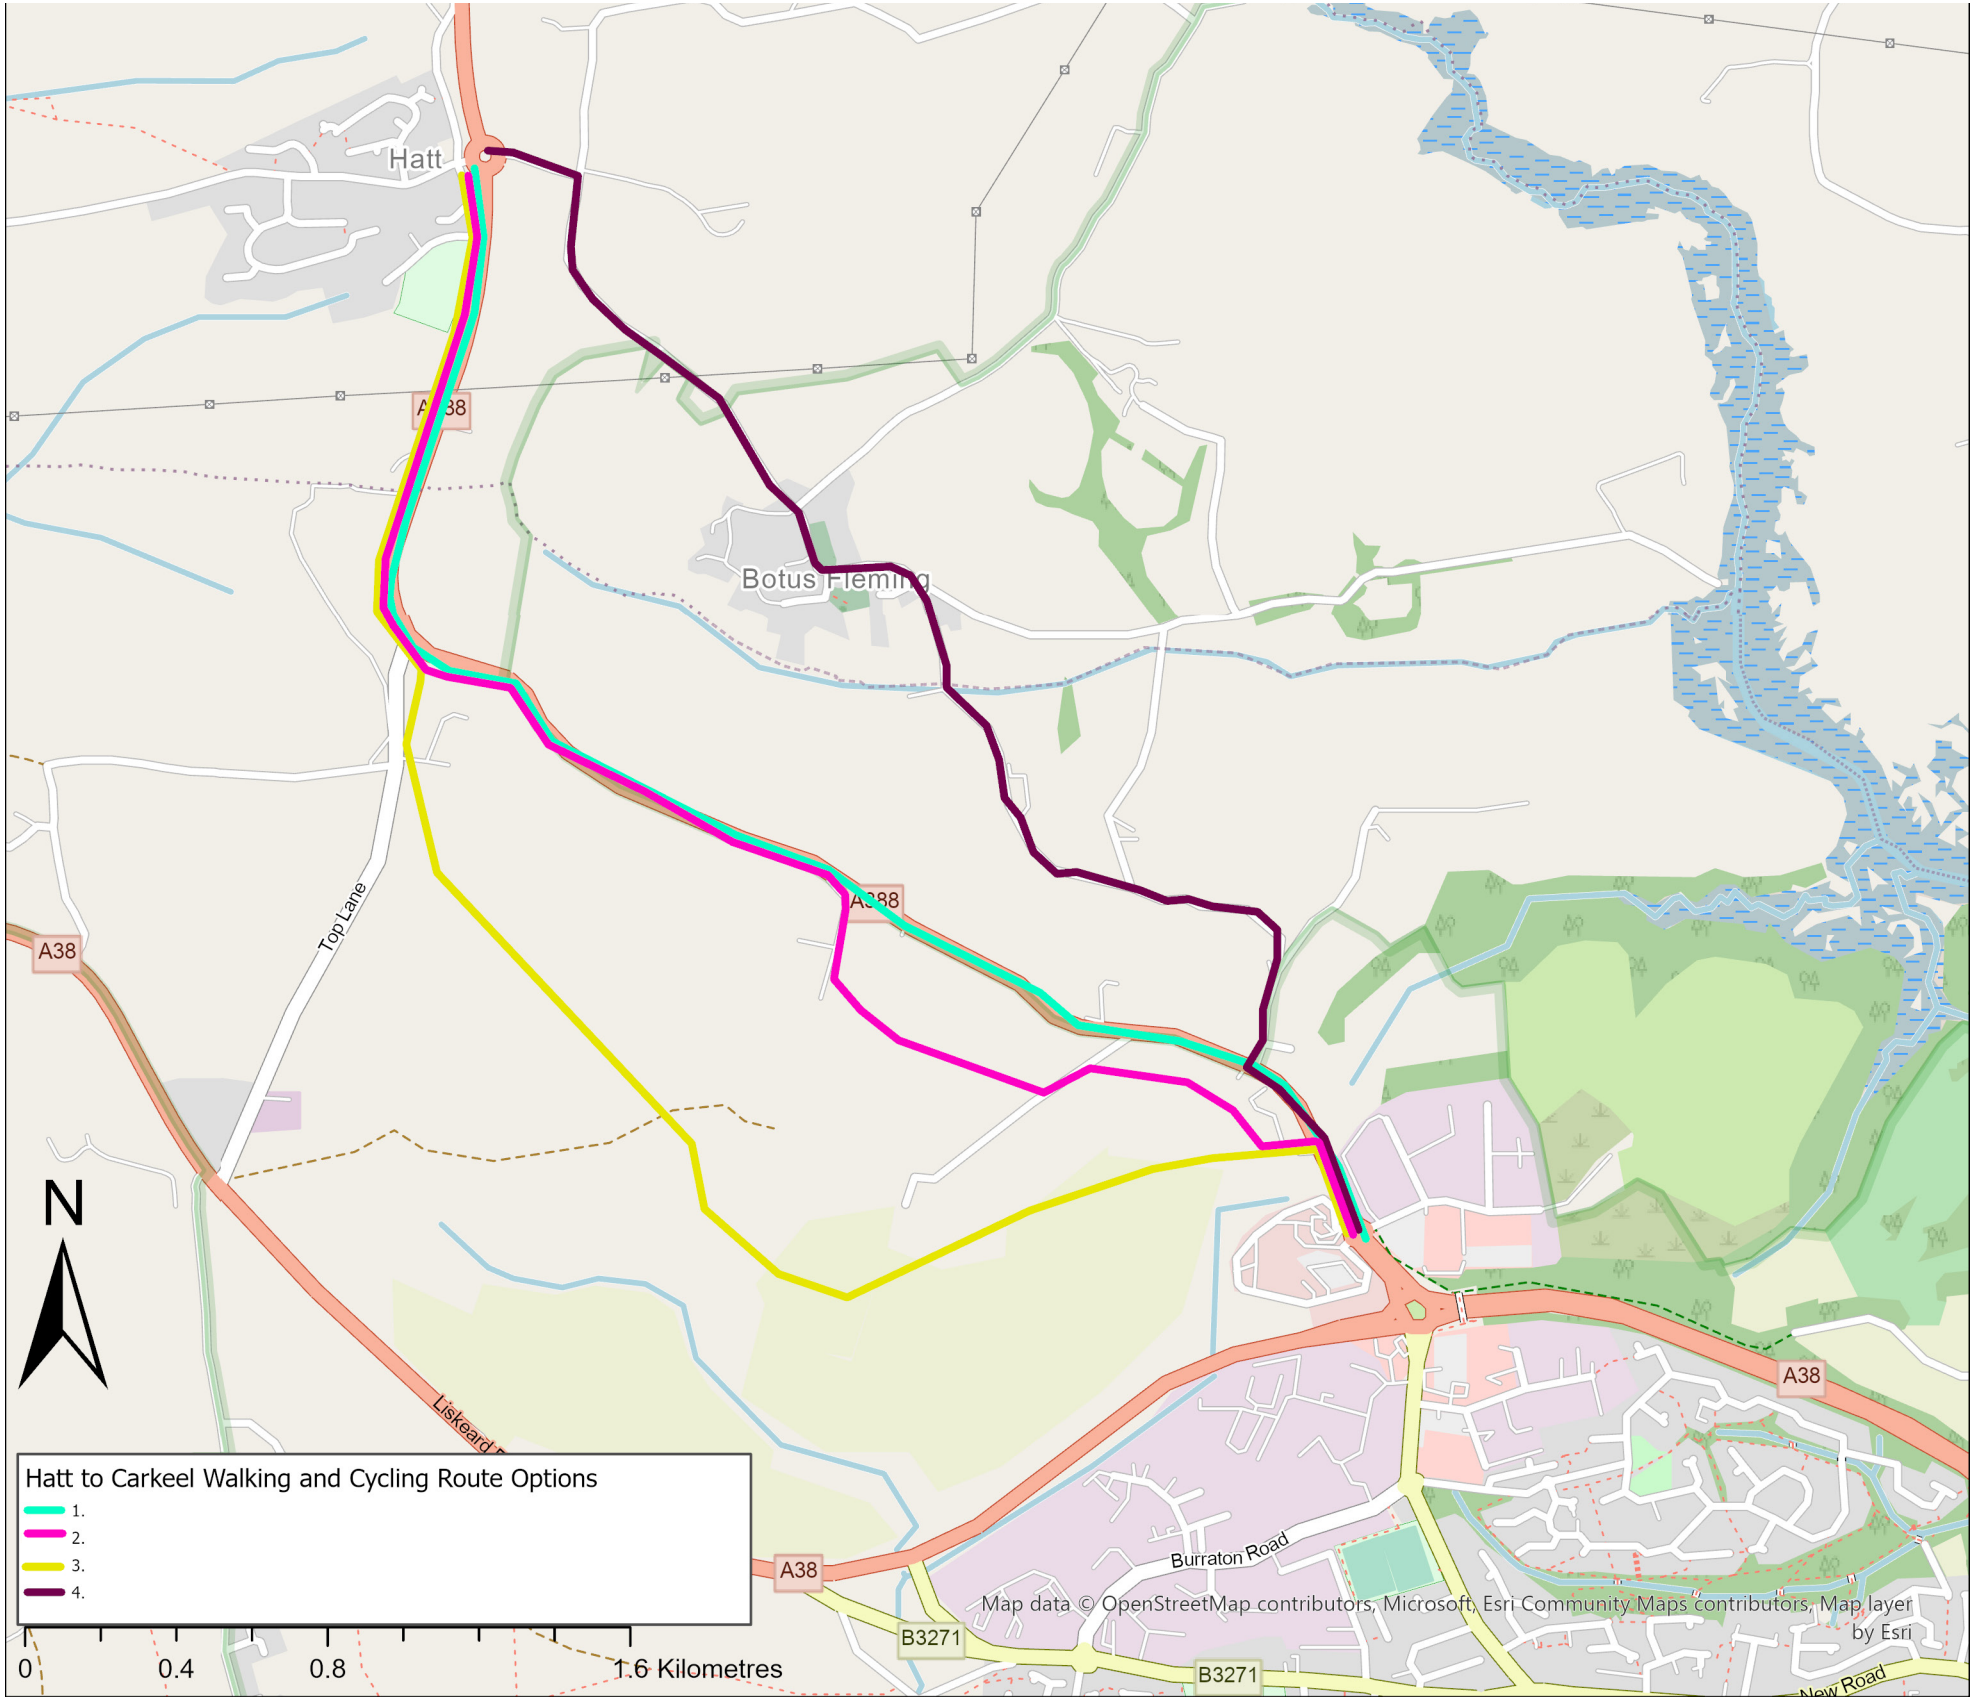 Hatt
A388
Botus Fleming
A388
Top Lane
A38
N
A38
Liskeard
Hatt to Carkeel Walking and Cycling Route Options
1.
2.
3.
4.
A38
Burraton Road
Map data © OpenStreetMap contributors, Microsoft, Esri Community Maps contributors, Map layer
by Esri
B3271
B3271
New Road
0 0.4 0.8 1.6 Kilometres